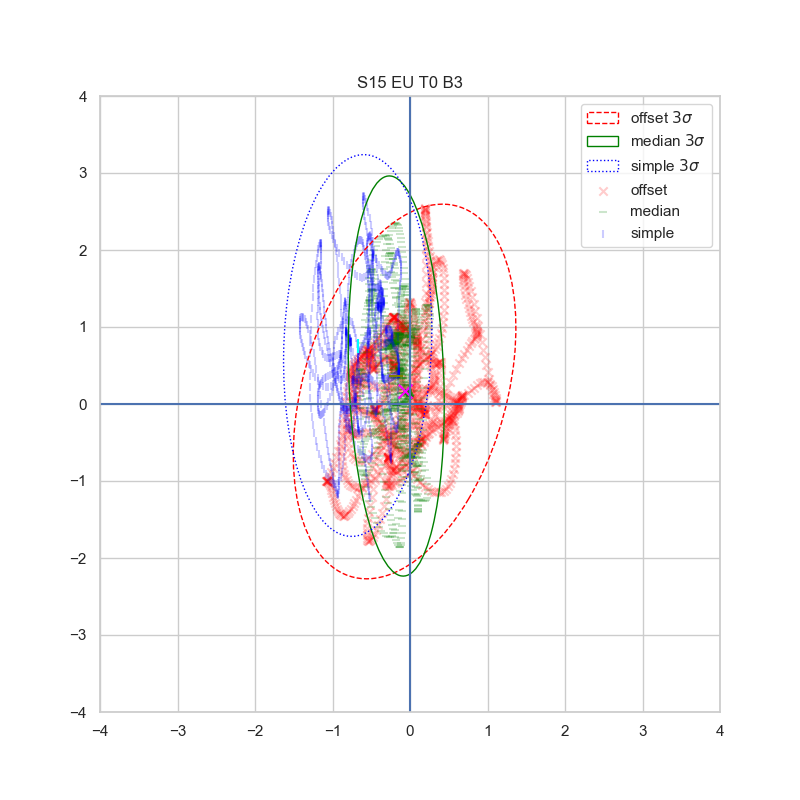 S15 EU T0 B3
offset 3σ
median 3σ
simple 3σ
offset
median
simple
4
3
2
1
0
−1
−2
−3
−4
−4 −3 −2 −1 0 1 2 3 4